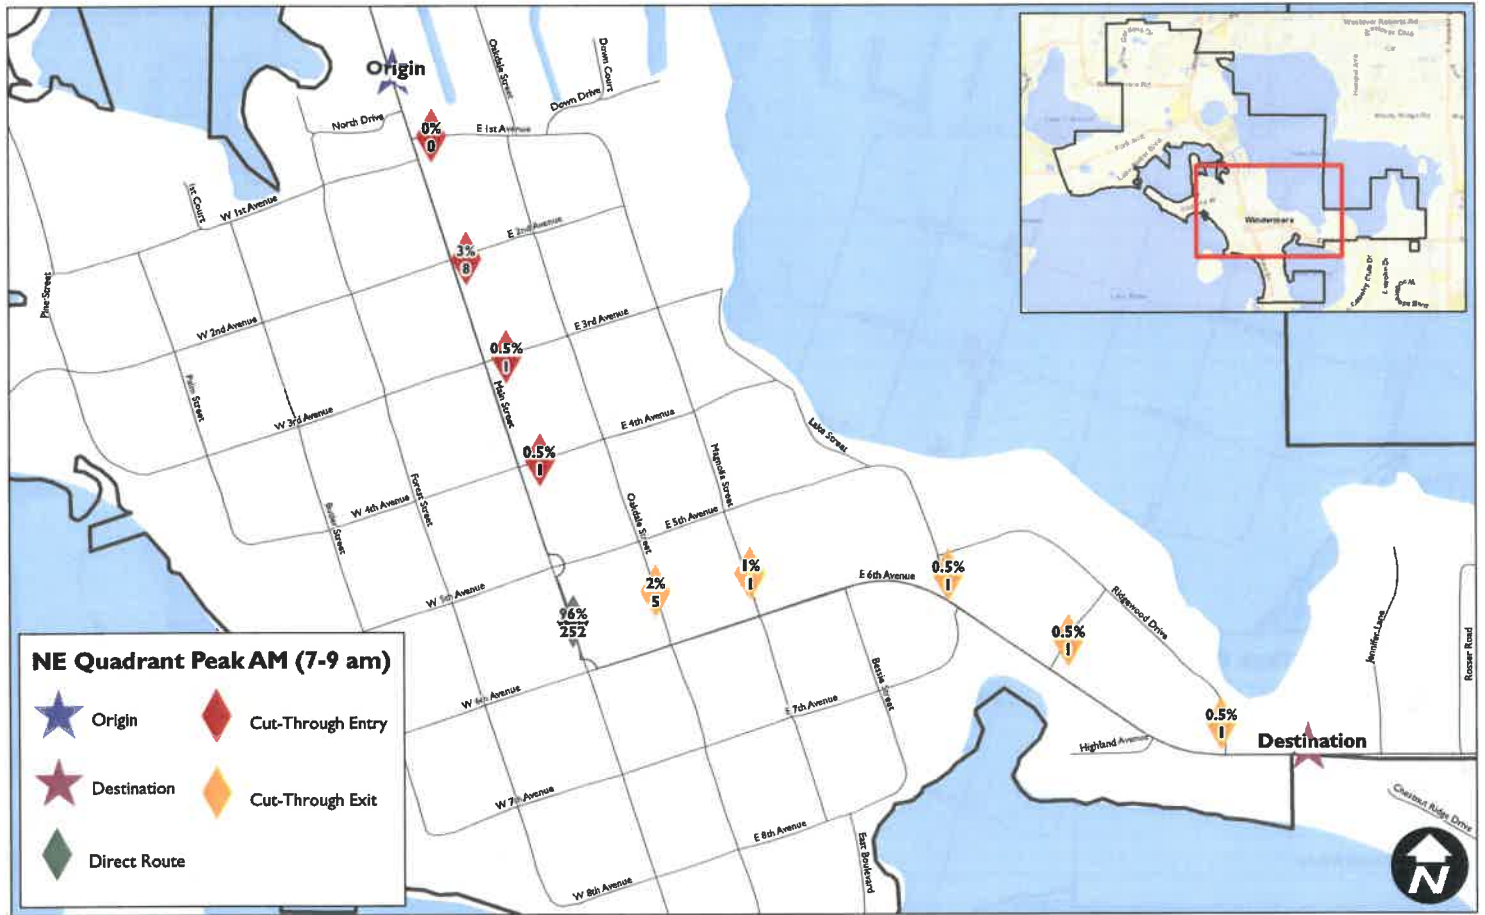 Origin
Oakdale Street
Down Court
Down Drive
North Drive
E 1st Avenue
0%
0
1st Court
W 1st Avenue
E 2nd Avenue
3%
8
Pine Street
W 2nd Avenue
E 3rd Avenue
0.5%
1
Palm Street
Main Street
W 3rd Avenue
E 4th Avenue
Lake Street
0.5%
1
Magnolia Street
Forest Street
Butler Street
W 4th Avenue
Oakdale Street
E 5th Avenue
W 5th Avenue
2%
5
1%
1
E 6th Avenue
0.5%
1
96%
252
Ridgewood Drive
0.5%
1
Jennifer Lane
Rosser Road
Bessie Street
W 6th Avenue
E 7th Avenue
0.5%
1
Destination
Highland Avenue
W 7th Avenue
E 8th Avenue
East Boulevard
W 8th Avenue
Chestnut Ridge Drive
N
Windermere
Park Ave
NE Quadrant Peak AM (7-9 am)
Origin
Cut-Through Entry
Destination
Cut-Through Exit
Direct Route